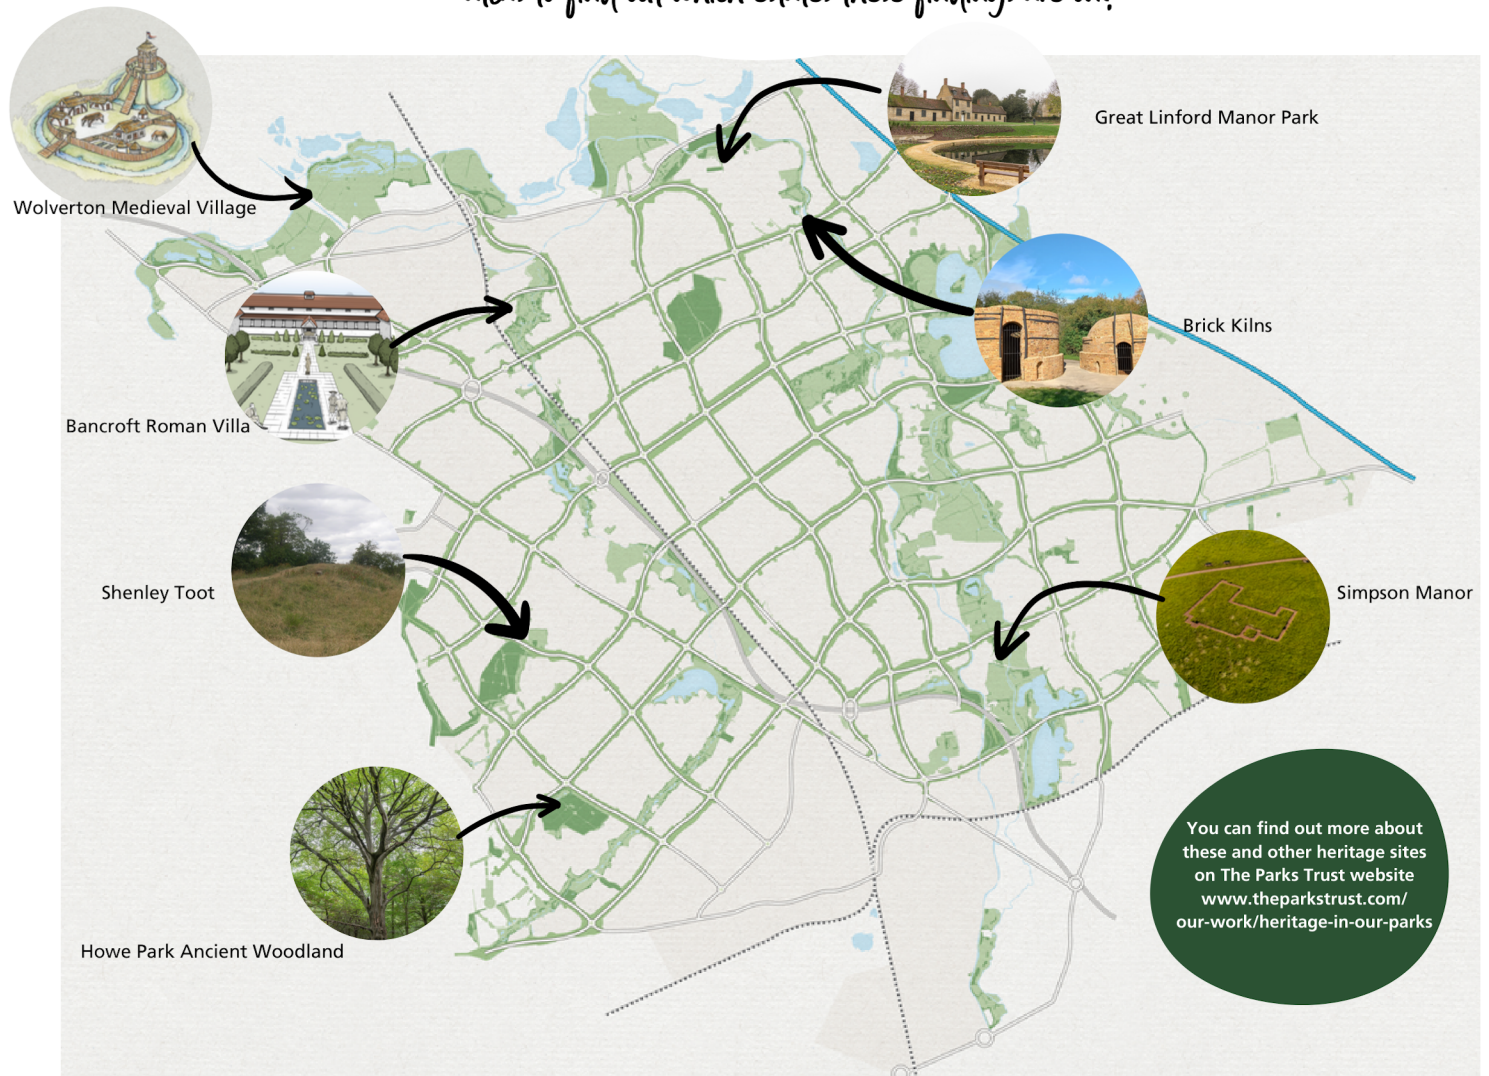 Great Linford Manor Park
Wolverton Medieval Village
Brick Kilns
Bancroft Roman Villa
Shenley Toot
Simpson Manor
Howe Park Ancient Woodland
You can find out more about
these and other heritage sites
on The Parks Trust website
www.theparkstrust.com/
our-work/heritage-in-our-parks